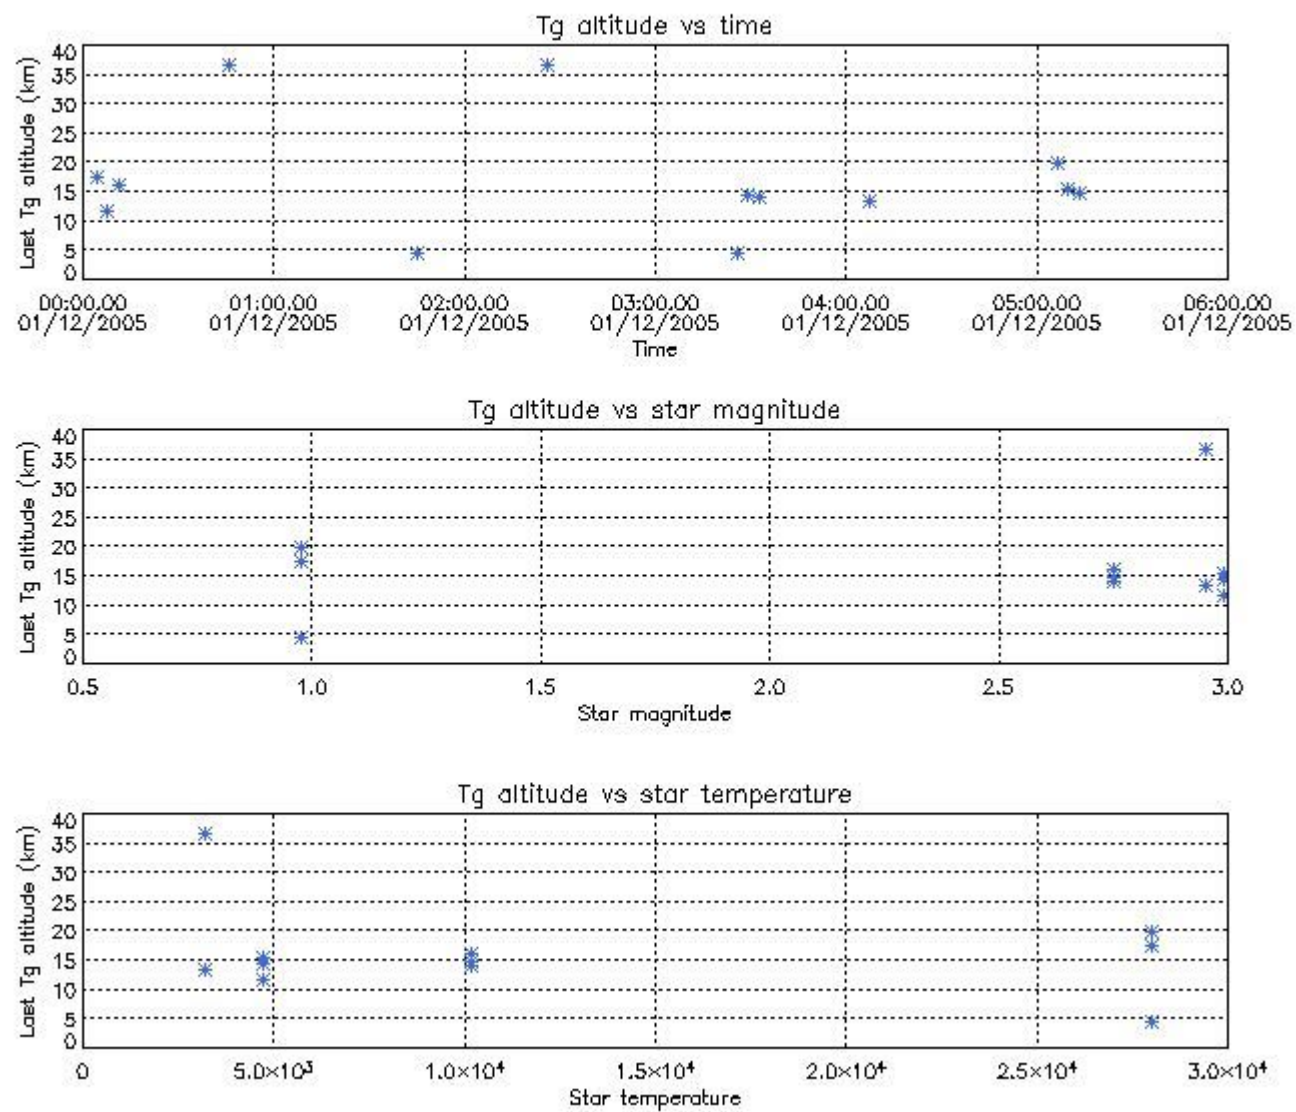 Tg altitude vs time
Last Tg altitude (km)
40
35
30
25
20
15
10
5
0
00:00.00 01:00.00 02:00.00 03:00.00 04:00.00 05:00.00 06:00.00
01/12/2005 01/12/2005 01/12/2005 01/12/2005 01/12/2005 01/12/2005 01/12/2005
Time
Tg altitude vs star magnitude
Last Tg altitude (km)
40
35
30
25
20
15
10
5
0
0.5 1.0 1.5 2.0 2.5 3.0
Star magnitude
Tg altitude vs star temperature
Last Tg altitude (km)
40
35
30
25
20
15
10
5
0
0 5.0×10³ 1.0×10⁴ 1.5×10⁴ 2.0×10⁴ 2.5×10⁴ 3.0×10⁴
Star temperature